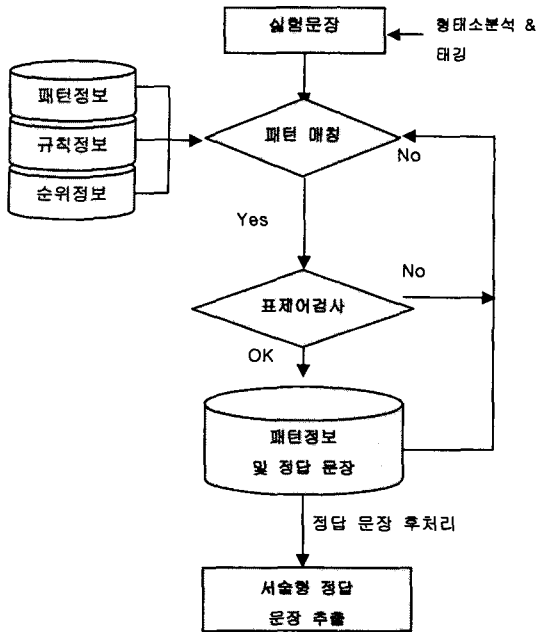 실험문장
형태소분석 &
태깅
패턴정보
규칙정보
순위정보
패턴 매칭
No
Yes
No
표제어검사
OK
패턴정보
및 정답 문장
정답 문장 후처리
서술형 정답
문장 추출